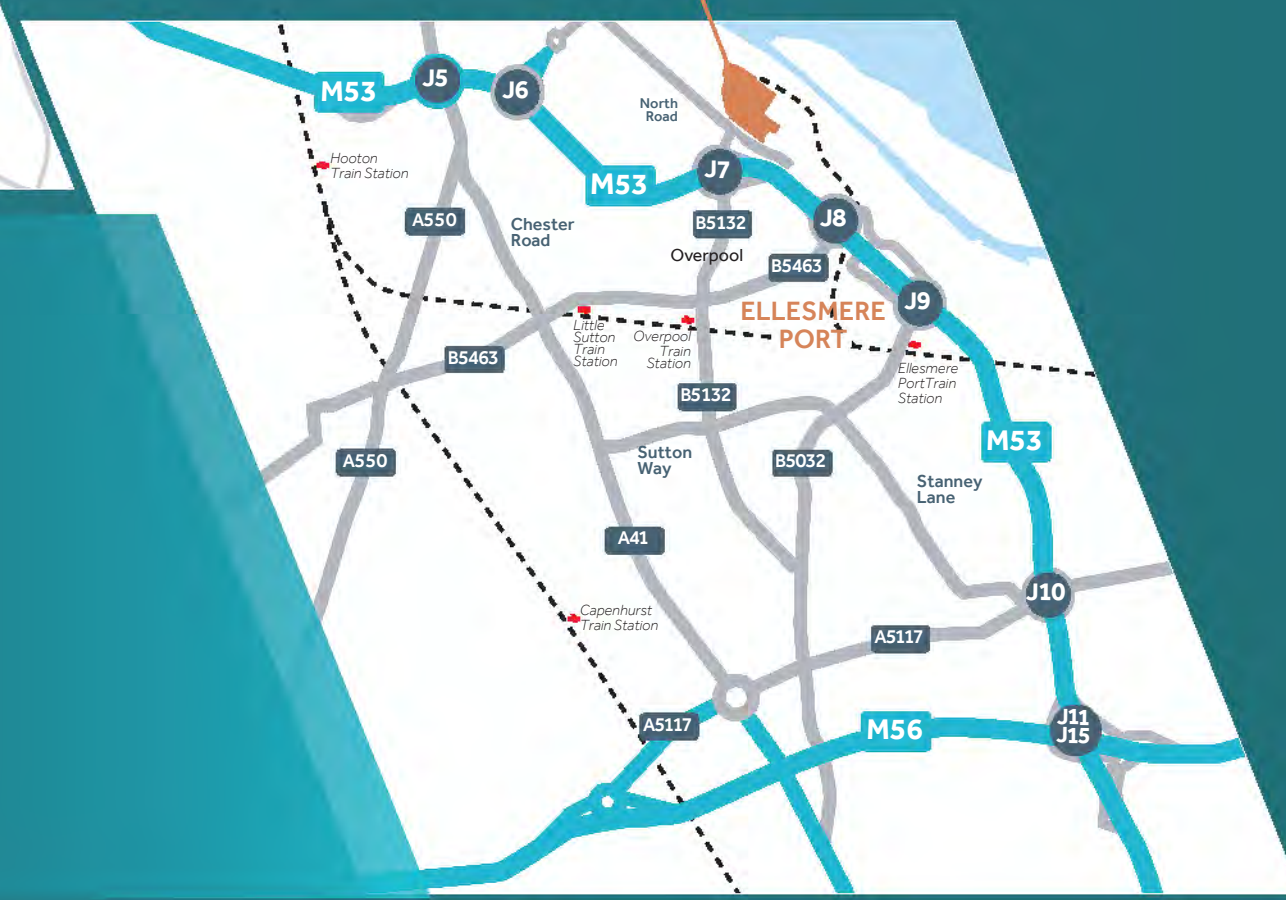 J5
J6
M53
North
Road
Hooton
Train Station
J7
M53
A550
Chester
Road
B5132
J8
Overpool
B5463
J9
ELLESMERE
PORT
Little
Sutton
Train
Station
Overpool
Train
Station
B5463
Ellesmere
PortTrain
Station
B5132
M53
Sutton
Way
A550
B5032
Stanney
Lane
A41
J10
Capenhurst
Train Station
A5117
A5117
M56
J11
J15